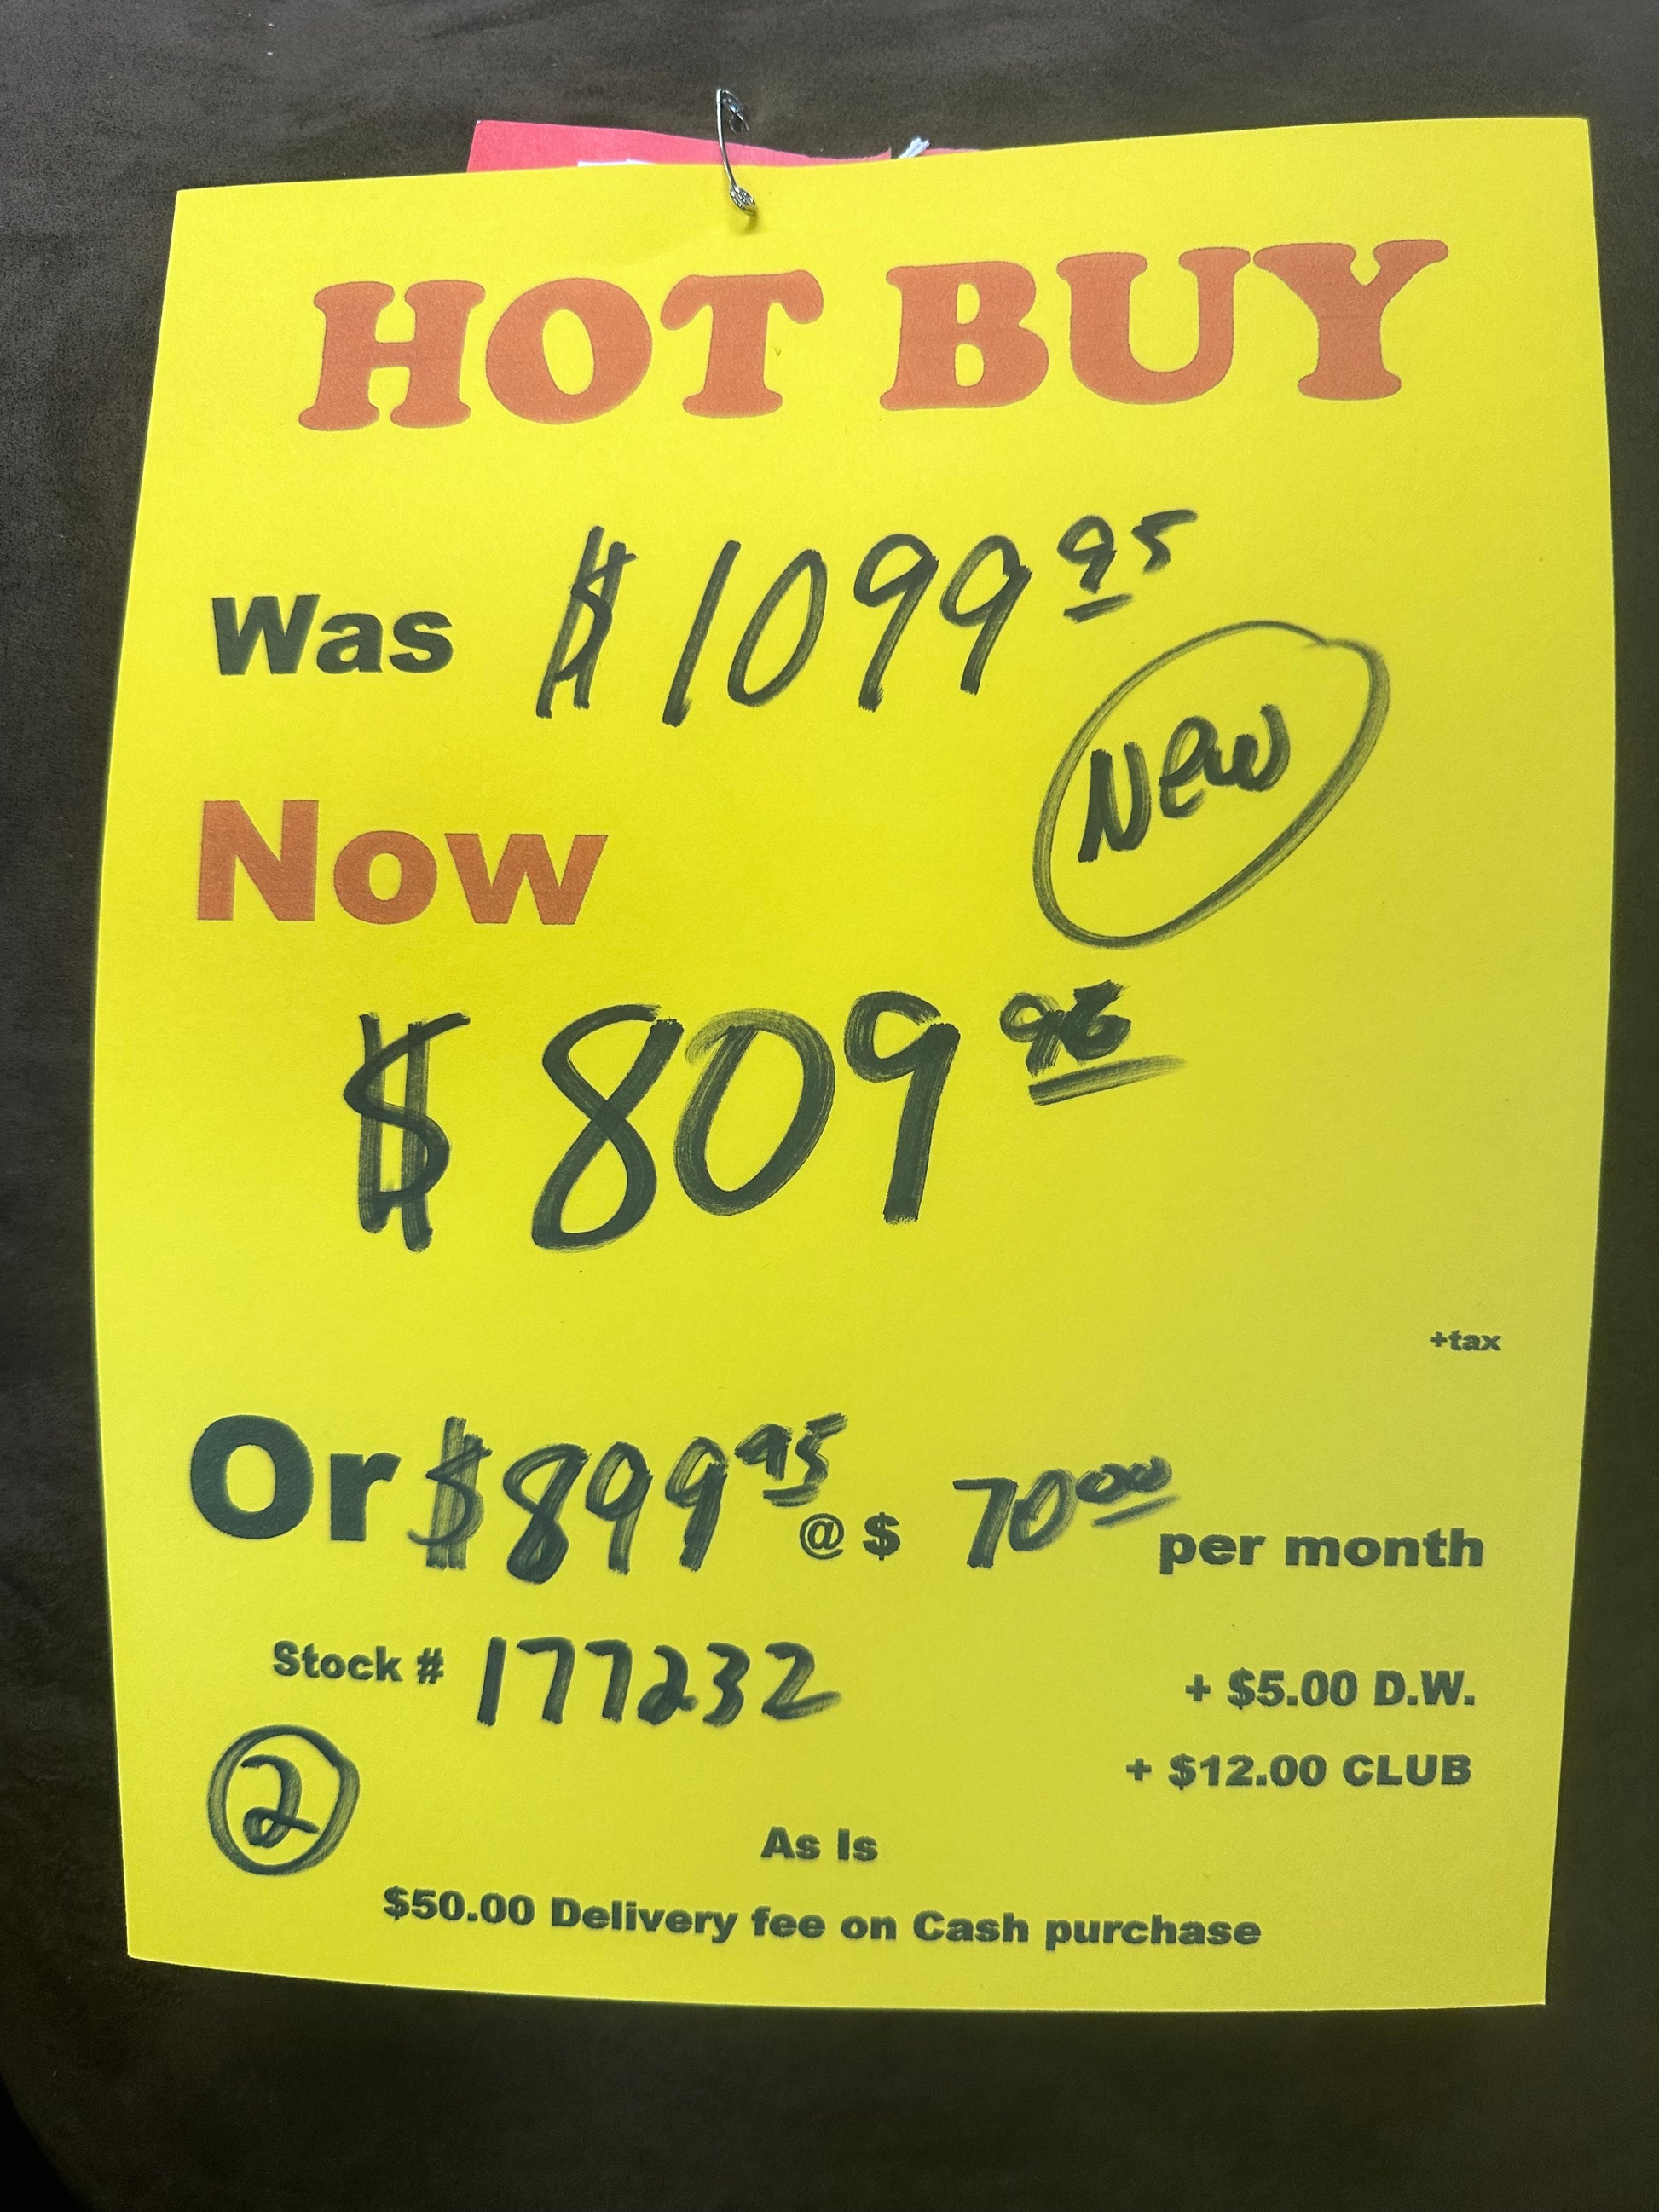 HOT BUY
Was $1099.95
New
Now
$809.96
+tax
Or $899.95 @ $ 70.00 per month
Stock # 177232
+ $5.00 D.W.
+ $12.00 CLUB
2
As Is
$50.00 Delivery fee on Cash purchase